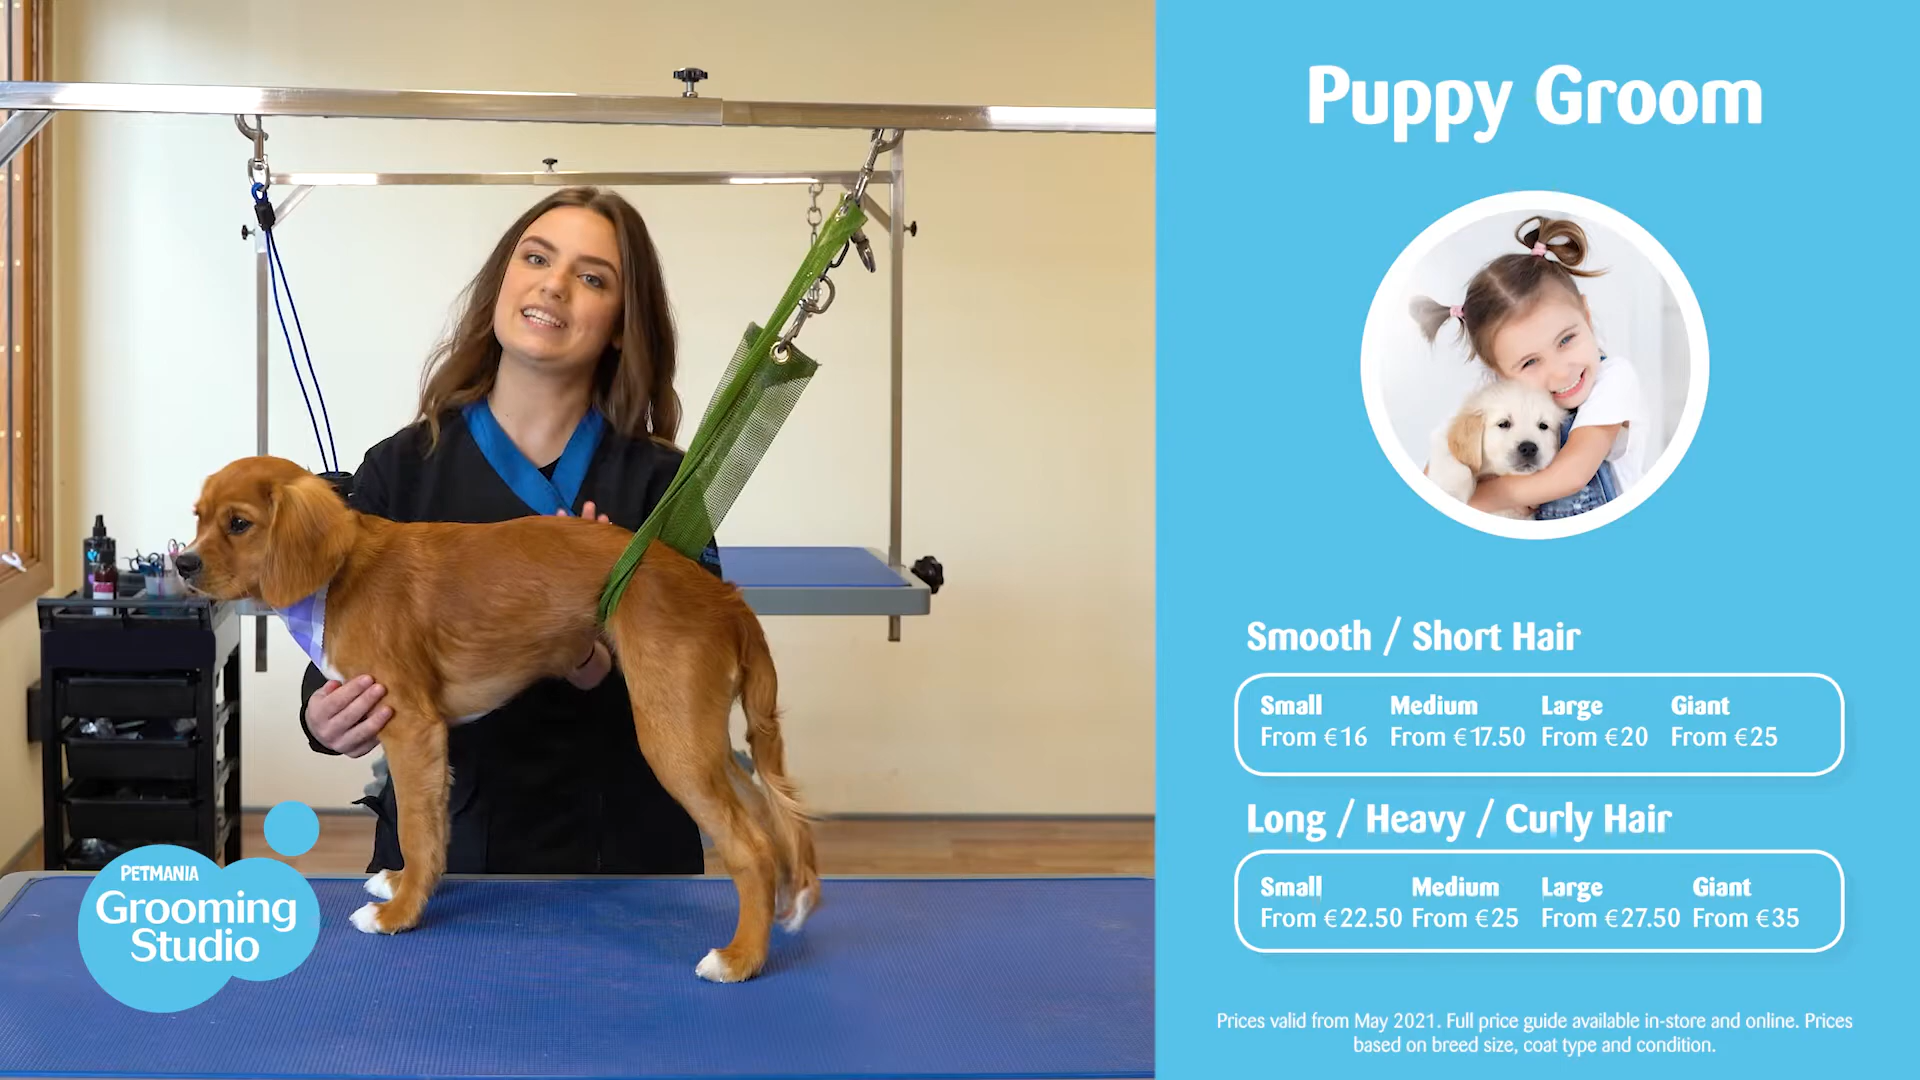 Puppy Groom
Smooth / Short Hair
Small Medium Large Giant
From €16 From €17.50 From €20 From €25
Long / Heavy / Curly Hair
Small Medium Large Giant
From €22.50 From €25 From €27.50 From €35
Prices valid from May 2021. Full price guide available in-store and online. Prices
based on breed size, coat type and condition.
PETMANIA
Grooming
Studio